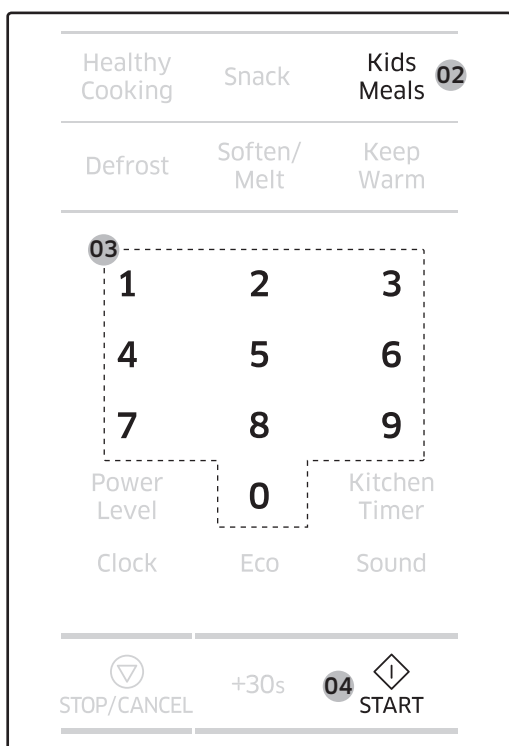 Healthy
Cooking
Snack
Kids
Meals
02
Defrost
Soften/
Melt
Keep
Warm
03
1 2 3
4 5 6
7 8 9
Power
Level
0
Kitchen
Timer
Clock Eco Sound
STOP/CANCEL
+30s
04
START